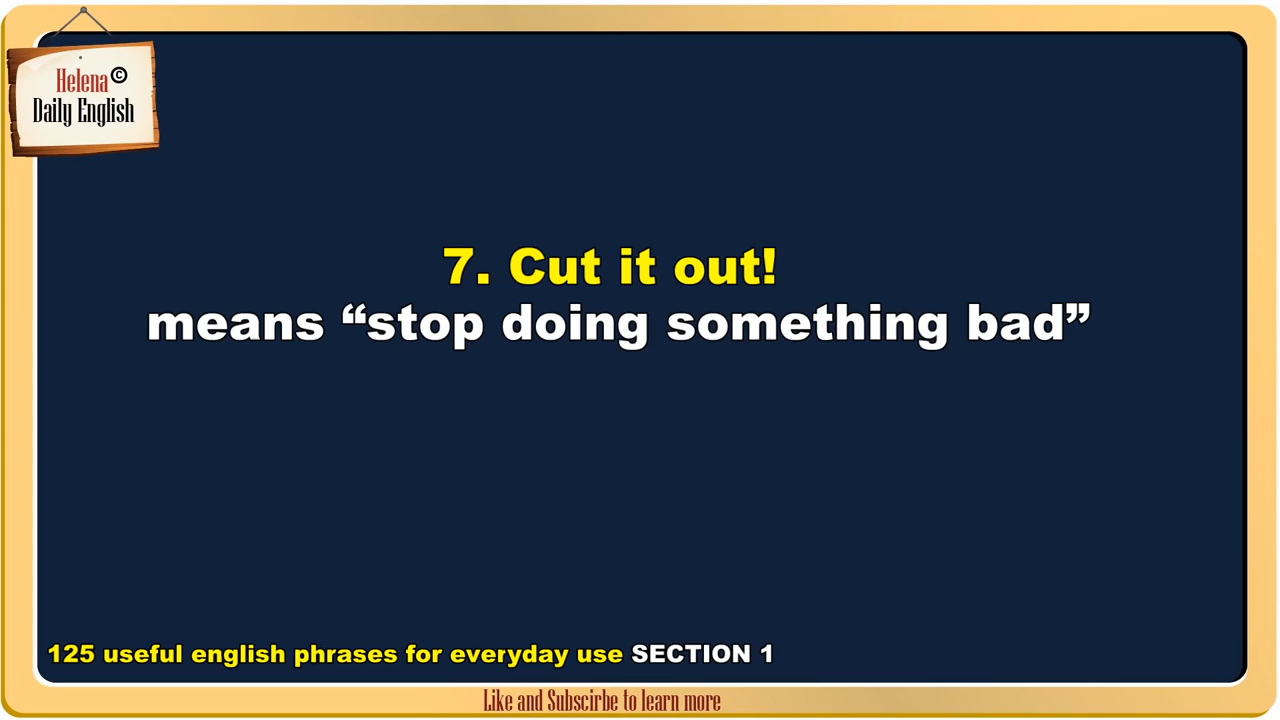 Helena ©
Daily English
7. Cut it out!
means “stop doing something bad”
125 useful english phrases for everyday use SECTION 1
Like and Subscirbe to learn more